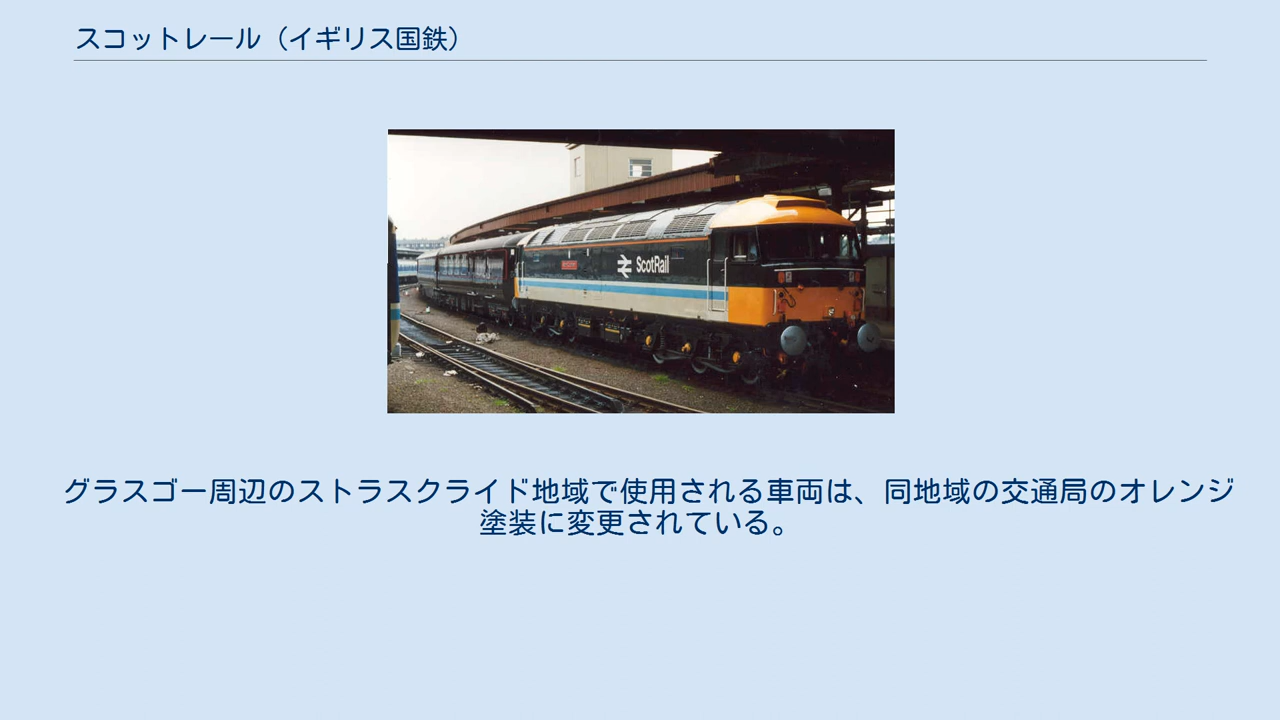 スコットレール（イギリス国鉄）
ScotRail
グラスゴー周辺のストラスクライド地域で使用される車両は、同地域の交通局のオレンジ
塗装に変更されている。